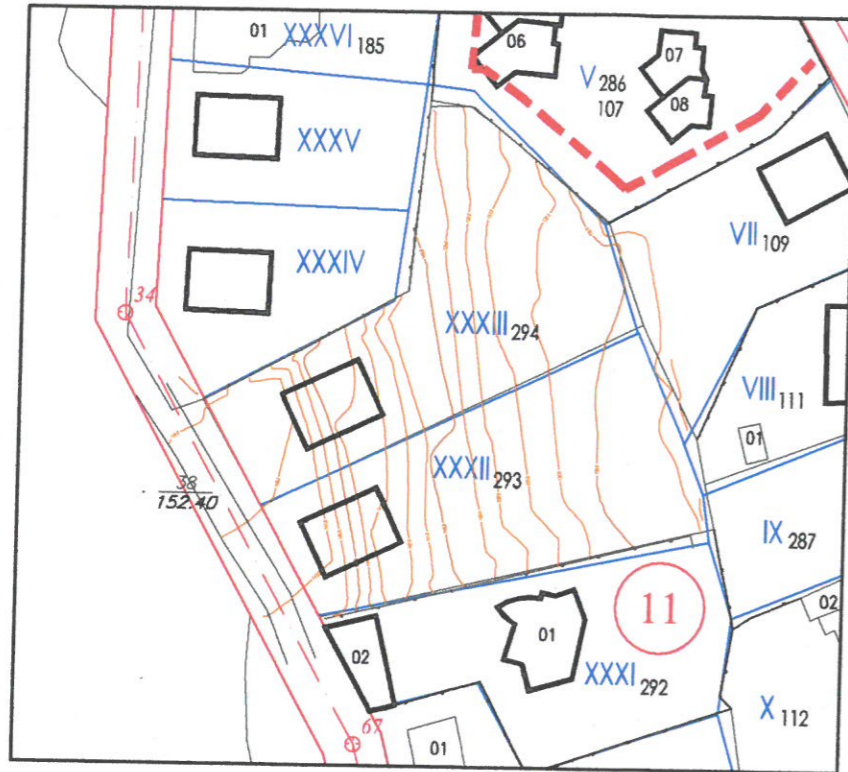 01
XXXVI 185
06
07
V 286
107
08
XXXV
VII 109
XXXIV
34
XXXIII 294
VIII 111
01
XXXII 293
38
152.40
IX 287
11
02
01
02
XXXI 292
X 112
67
01